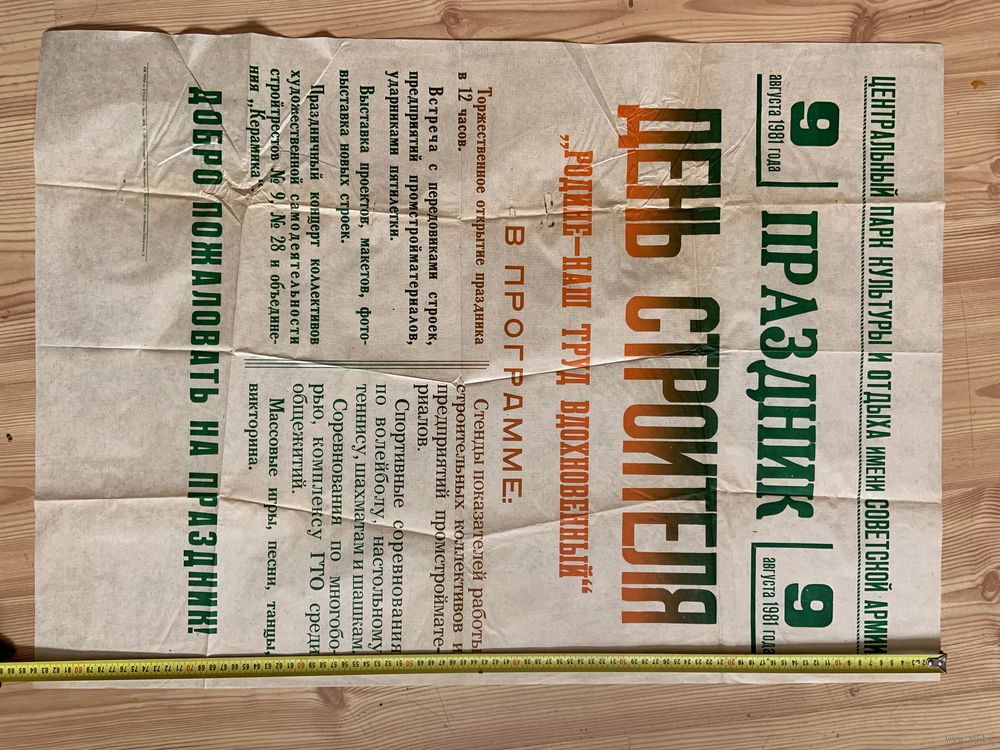 ЦЕНТРАЛЬНЫЙ ПАРК КУЛЬТУРЫ И ОТДЫХА ИМЕНИ СОВЕТСКОЙ АРМИИ
9
августа 1981 года
ПРАЗДНИК
9
августа 1981 года
ДЕНЬ СТРОИТЕЛЯ
„РОДИНЕ—НАШ ТРУД ВДОХНОВЕННЫЙ“
В ПРОГРАММЕ:
Торжественное открытие праздника
в 12 часов.
Встреча с передовиками строек,
предприятий промстройматериалов,
ударниками пятилетки.
Выставка проектов, макетов, фото-
выставка новых строек.
Праздничный концерт коллективов
художественной самодеятельности
стройтрестов № 9, № 28 и объедине-
ния „Керамика“.
Стенды показателей работы
строительных коллективов и
предприятий промстроймате-
риалов.
Спортивные соревнования
по волейболу, настольному
теннису, шахматам и шашкам.
Соревнования по многобо-
рью, комплексу ГТО среди
общежитий.
Массовые игры, песни, танцы,
викторина.
ДОБРО ПОЖАЛОВАТЬ НА ПРАЗДНИК!